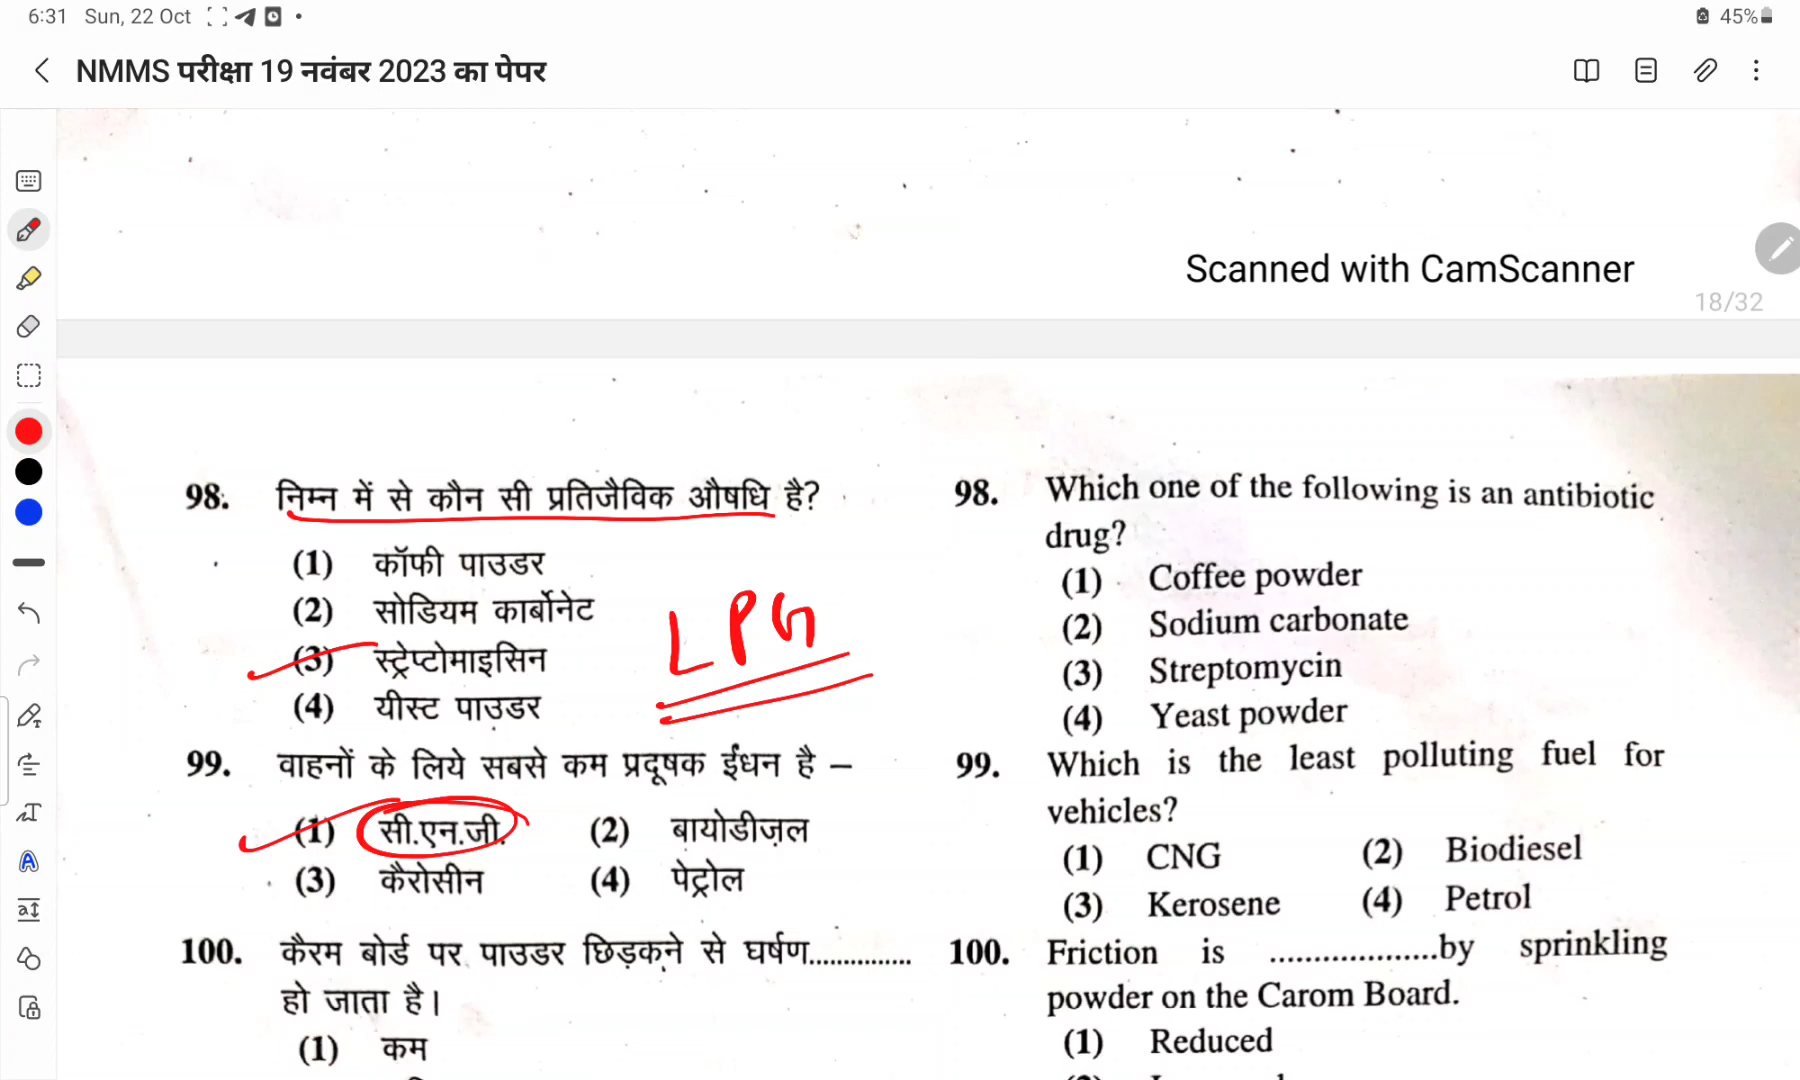 6:31 Sun, 22 Oct
45%
NMMS परीक्षा 19 नवंबर 2023 का पेपर
Scanned with CamScanner
18/32
98. निम्न में से कौन सी प्रतिजैविक औषधि है?
(1) कॉफी पाउडर
(2) सोडियम कार्बोनेट
(3) स्ट्रेप्टोमाइसिन
(4) यीस्ट पाउडर
LPG
99. वाहनों के लिये सबसे कम प्रदूषक ईंधन है –
(1) सी.एन.जी. (2) बायोडीज़ल
(3) कैरोसीन (4) पेट्रोल
100. कैरम बोर्ड पर पाउडर छिड़कने से घर्षण...............
हो जाता है।
(1) कम
98. Which one of the following is an antibiotic
drug?
(1) Coffee powder
(2) Sodium carbonate
(3) Streptomycin
(4) Yeast powder
99. Which is the least polluting fuel for
vehicles?
(1) CNG (2) Biodiesel
(3) Kerosene (4) Petrol
100. Friction is ...................by sprinkling
powder on the Carom Board.
(1) Reduced